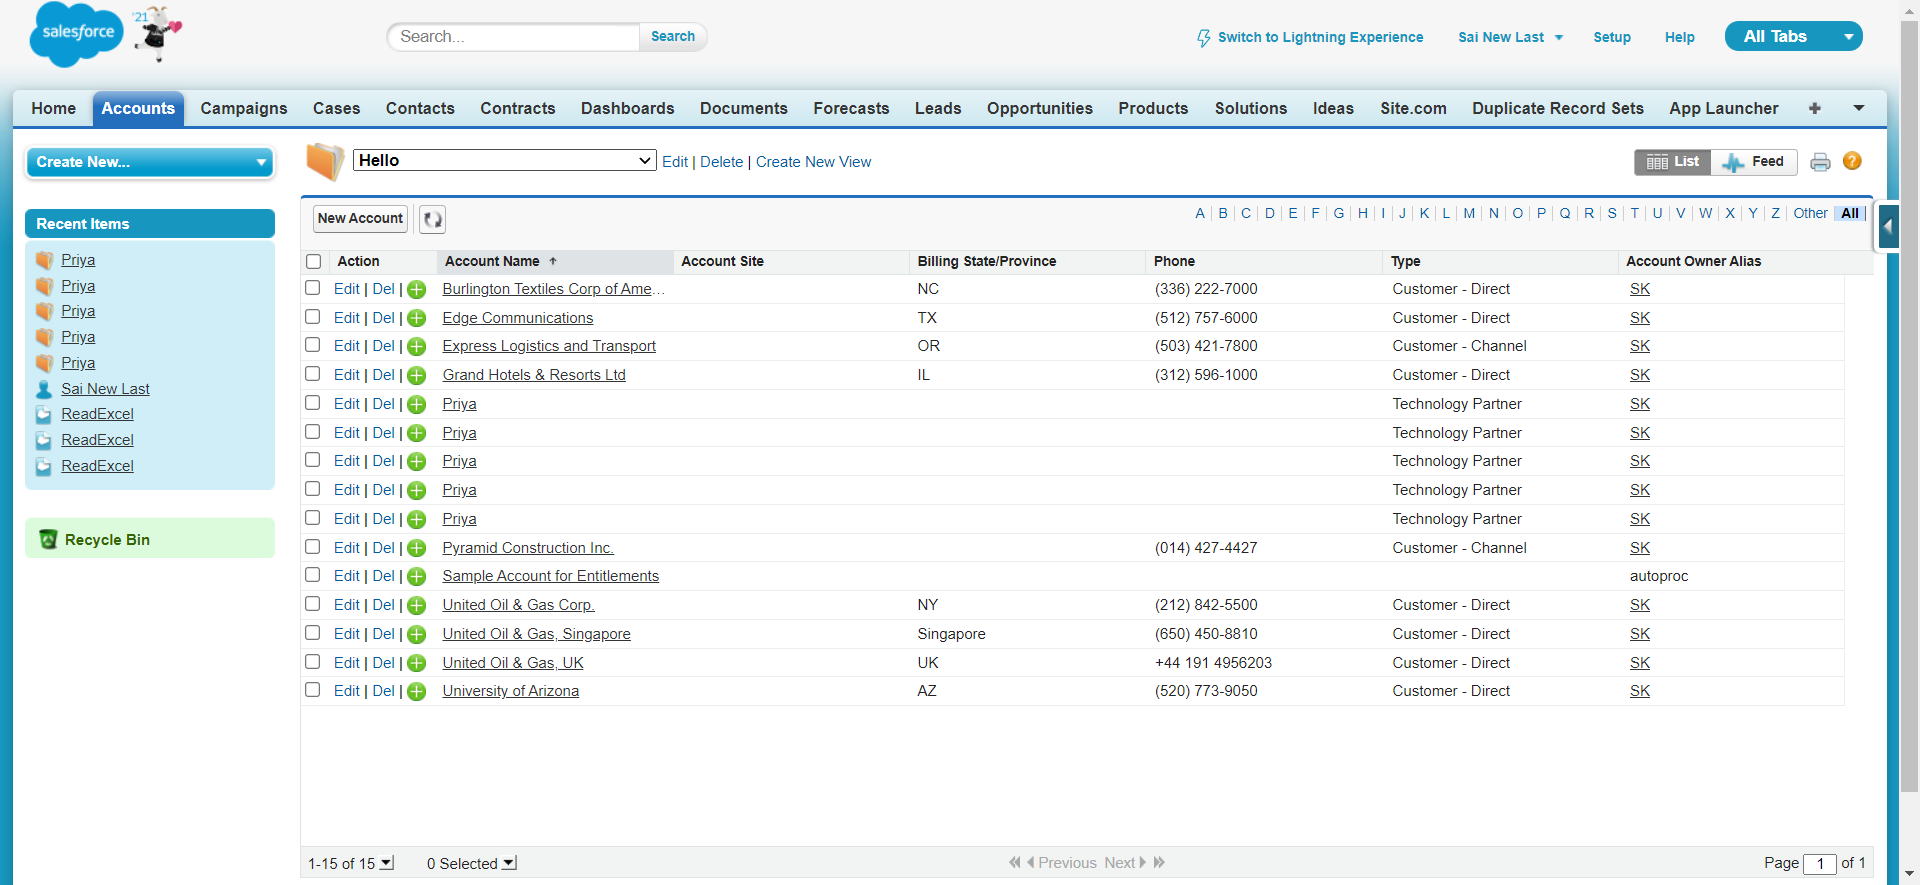 salesforce
'21
Search...
Search
Switch to Lightning Experience
Sai New Last
Setup
Help
All Tabs
Home Accounts Campaigns Cases Contacts Contracts Dashboards Documents Forecasts Leads Opportunities Products Solutions Ideas Site.com Duplicate Record Sets App Launcher +
Create New...
Hello
Edit | Delete | Create New View
List Feed ?
Recent Items
Priya
Priya
Priya
Priya
Priya
Sai New Last
ReadExcel
ReadExcel
ReadExcel
Recycle Bin
New Account
A | B | C | D | E | F | G | H | I | J | K | L | M | N | O | P | Q | R | S | T | U | V | W | X | Y | Z | Other | All
Action Account Name Account Site Billing State/Province Phone Type Account Owner Alias
Edit | Del | Burlington Textiles Corp of Ame... NC (336) 222-7000 Customer - Direct SK
Edit | Del | Edge Communications TX (512) 757-6000 Customer - Direct SK
Edit | Del | Express Logistics and Transport OR (503) 421-7800 Customer - Channel SK
Edit | Del | Grand Hotels & Resorts Ltd IL (312) 596-1000 Customer - Direct SK
Edit | Del | Priya Technology Partner SK
Edit | Del | Priya Technology Partner SK
Edit | Del | Priya Technology Partner SK
Edit | Del | Priya Technology Partner SK
Edit | Del | Priya Technology Partner SK
Edit | Del | Pyramid Construction Inc. (014) 427-4427 Customer - Channel SK
Edit | Del | Sample Account for Entitlements autoproc
Edit | Del | United Oil & Gas Corp. NY (212) 842-5500 Customer - Direct SK
Edit | Del | United Oil & Gas, Singapore Singapore (650) 450-8810 Customer - Direct SK
Edit | Del | United Oil & Gas, UK UK +44 191 4956203 Customer - Direct SK
Edit | Del | University of Arizona AZ (520) 773-9050 Customer - Direct SK
1-15 of 15 0 Selected Previous Next Page 1 of 1